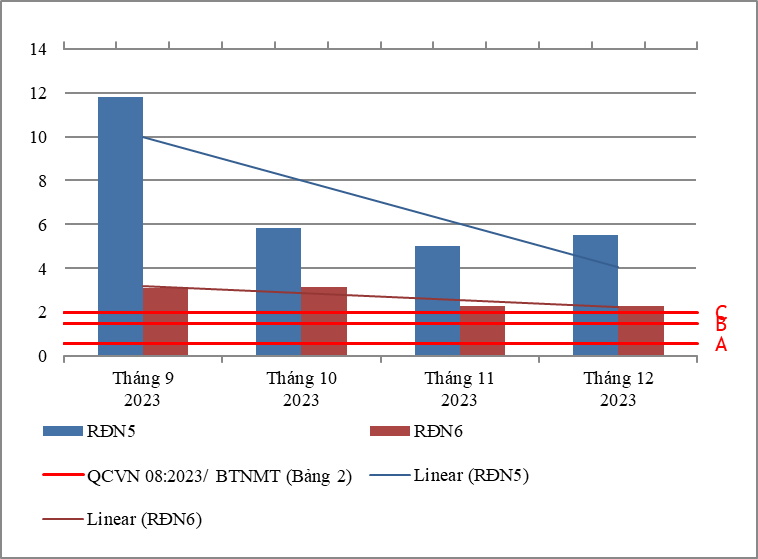 14
12
10
8
6
4
2
0
C
B
A
Tháng 9
2023
Tháng 10
2023
Tháng 11
2023
Tháng 12
2023
RĐN5
RĐN6
QCVN 08:2023/ BTNMT (Bảng 2)
Linear (RĐN5)
Linear (RĐN6)